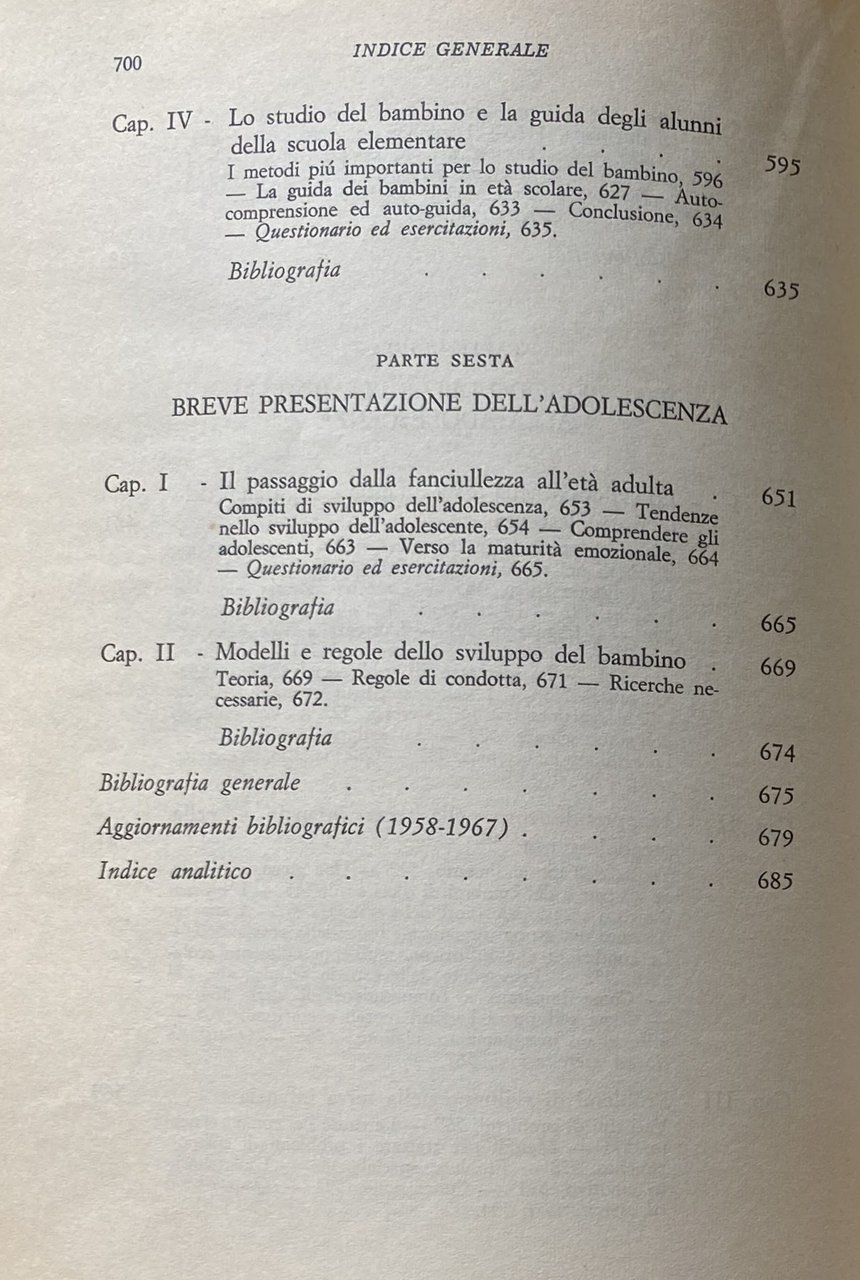 700
INDICE GENERALE
Cap. IV - Lo studio del bambino e la guida degli alunni
della scuola elementare . . . . 595
I metodi piú importanti per lo studio del bambino, 596
— La guida dei bambini in età scolare, 627 — Auto-
comprensione ed auto-guida, 633 — Conclusione, 634
— Questionario ed esercitazioni, 635.
Bibliografia . . . . . . 635
PARTE SESTA
BREVE PRESENTAZIONE DELL'ADOLESCENZA
Cap. I - Il passaggio dalla fanciullezza all'età adulta . 651
Compiti di sviluppo dell'adolescenza, 653 — Tendenze
nello sviluppo dell'adolescente, 654 — Comprendere gli
adolescenti, 663 — Verso la maturità emozionale, 664
— Questionario ed esercitazioni, 665.
Bibliografia . . . . . . 665
Cap. II - Modelli e regole dello sviluppo del bambino . 669
Teoria, 669 — Regole di condotta, 671 — Ricerche ne-
cessarie, 672.
Bibliografia . . . . . . 674
Bibliografia generale . . . . . . . 675
Aggiornamenti bibliografici (1958-1967) . . . . 679
Indice analitico . . . . . . . . 685